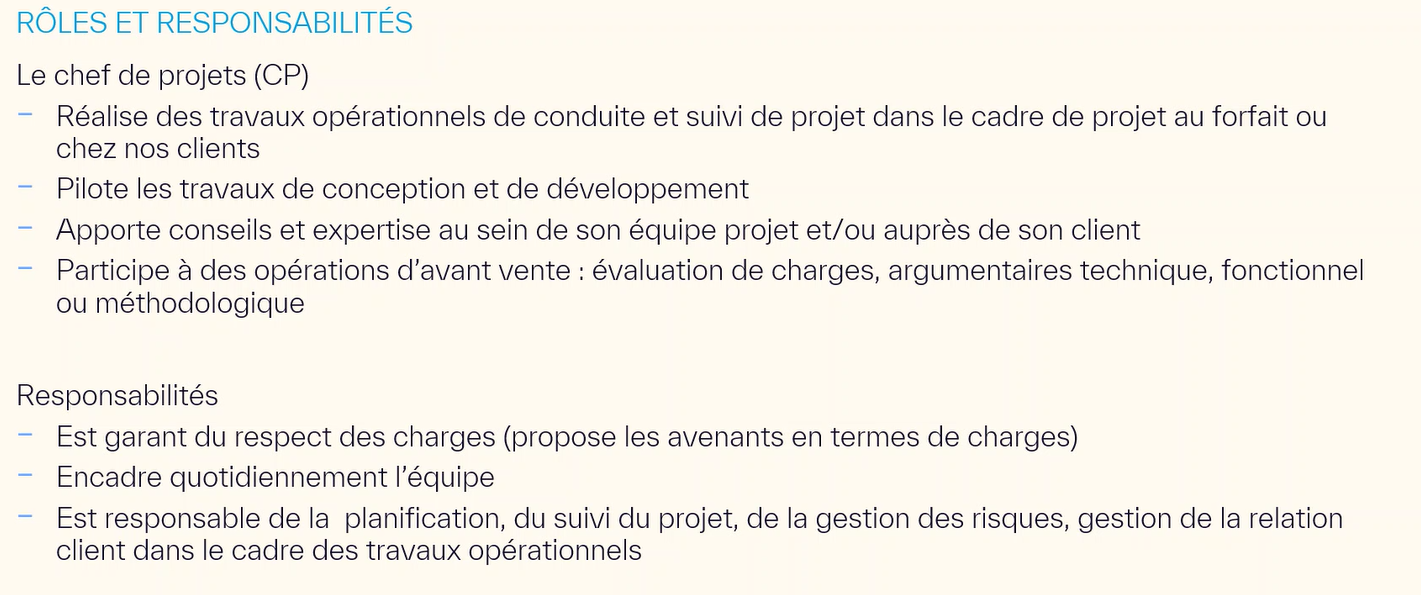 RÔLES ET RESPONSABILITÉS
Le chef de projets (CP)
– Réalise des travaux opérationnels de conduite et suivi de projet dans le cadre de projet au forfait ou
chez nos clients
– Pilote les travaux de conception et de développement
– Apporte conseils et expertise au sein de son équipe projet et/ou auprès de son client
– Participe à des opérations d’avant vente : évaluation de charges, argumentaires technique, fonctionnel
ou méthodologique
Responsabilités
– Est garant du respect des charges (propose les avenants en termes de charges)
– Encadre quotidiennement l’équipe
– Est responsable de la  planification, du suivi du projet, de la gestion des risques, gestion de la relation
client dans le cadre des travaux opérationnels